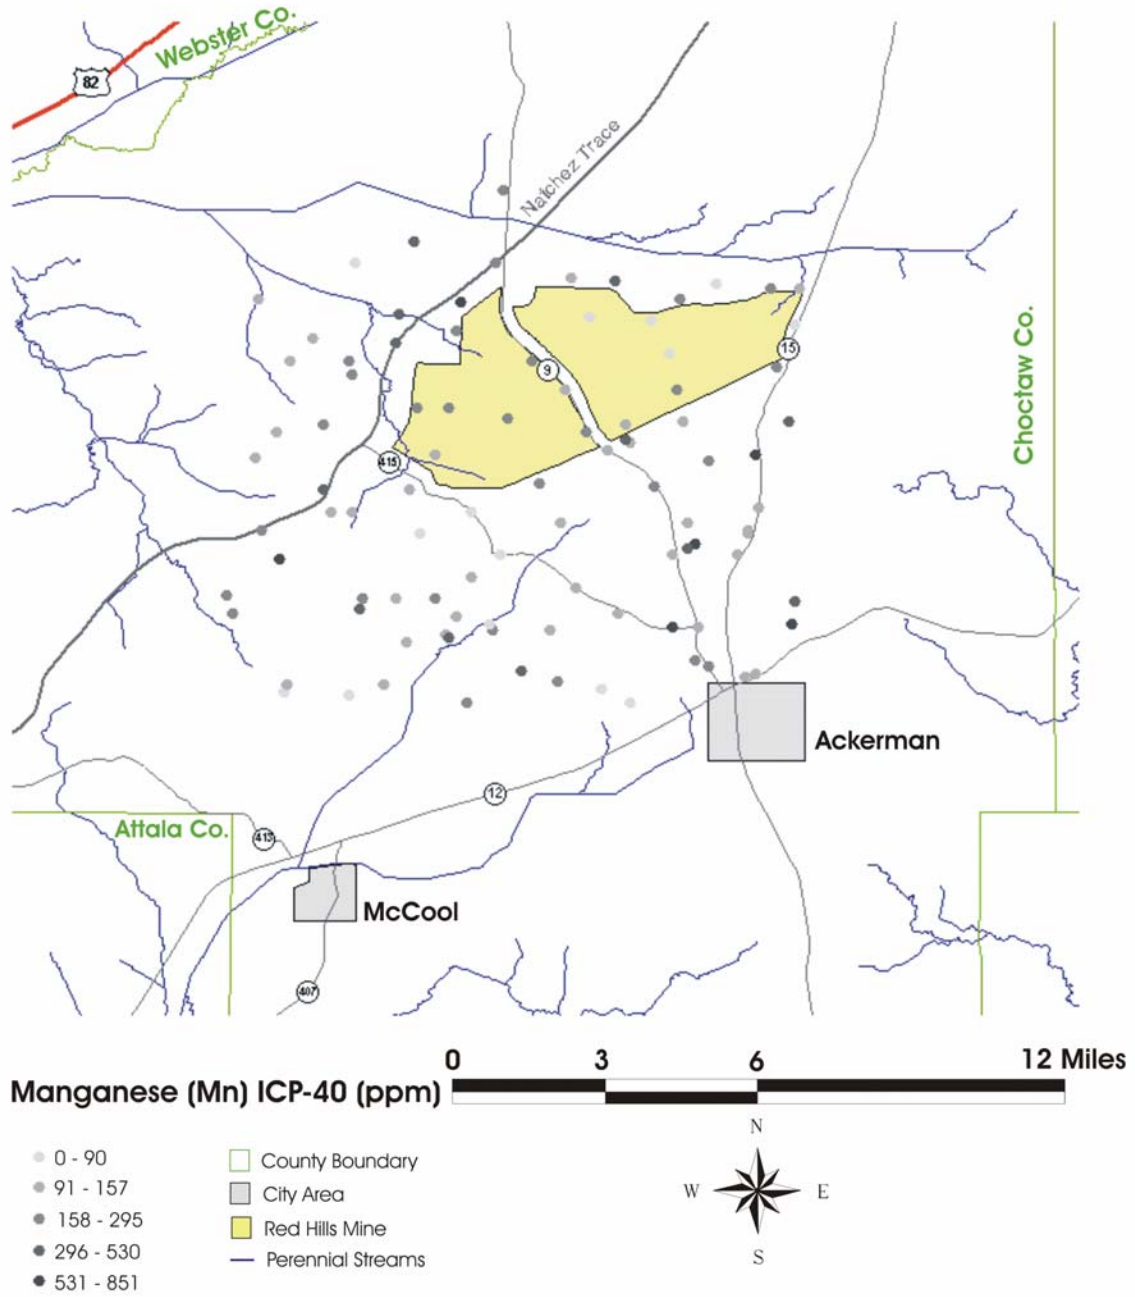 Webster Co.
82
Natchez Trace
Choctaw Co.
9
15
415
Ackerman
12
Attala Co.
413
McCool
407
0 3 6 12 Miles
Manganese (Mn) ICP-40 (ppm)
N
W E
S
0 - 90
91 - 157
158 - 295
296 - 530
531 - 851
County Boundary
City Area
Red Hills Mine
Perennial Streams